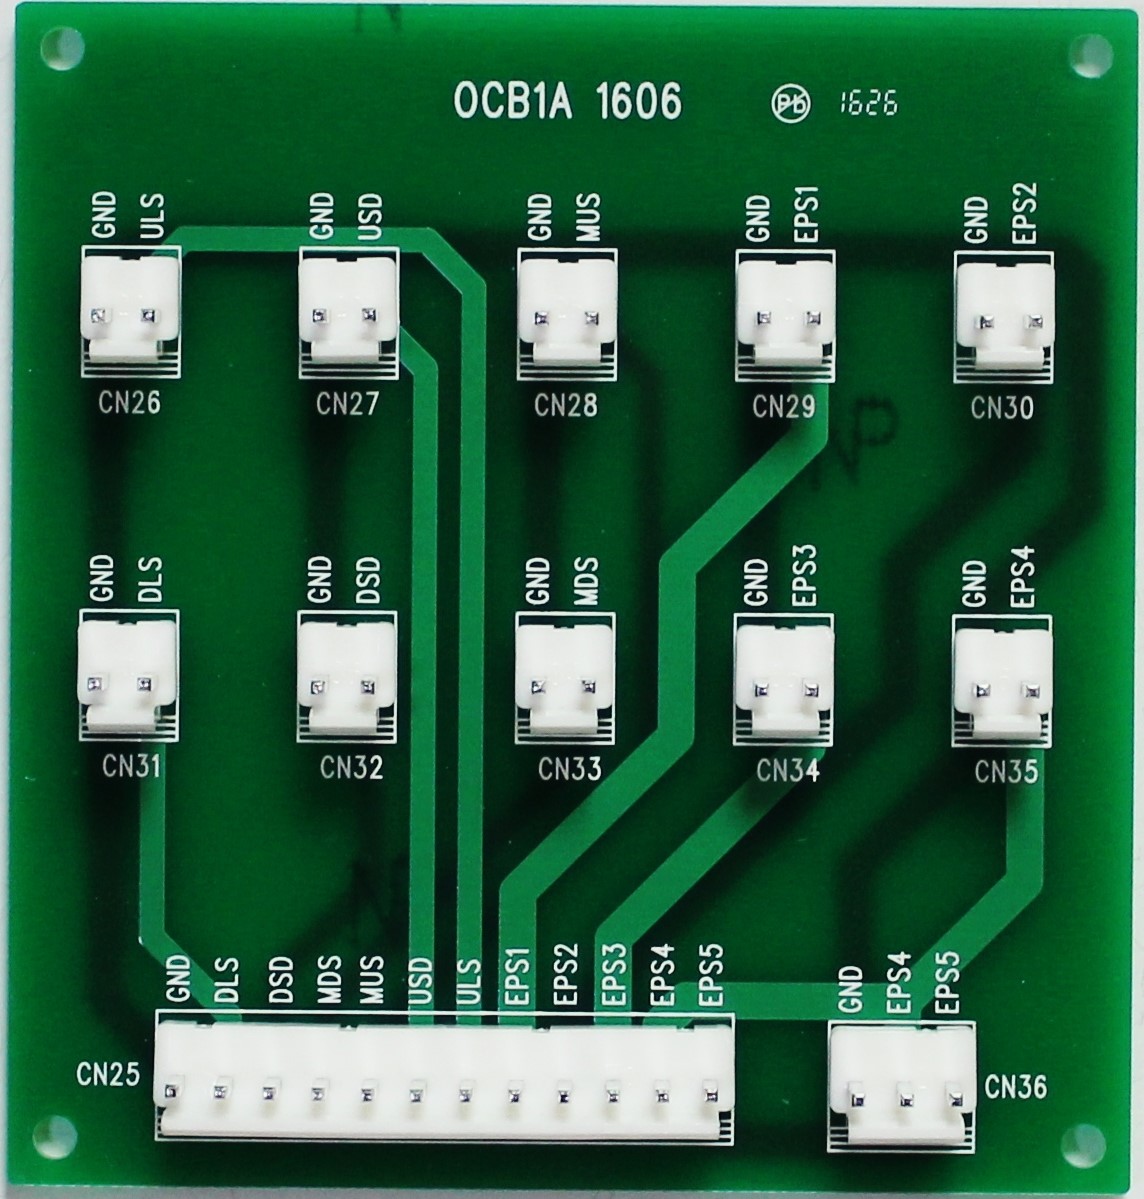 OCB1A 1606 Pb 1626
GND ULS
GND USD
GND MUS
GND EPS1
GND EPS2
CN26
CN27
CN28
CN29
CN30
GND DLS
GND DSD
GND MDS
GND EPS3
GND EPS4
CN31
CN32
CN33
CN34
CN35
GND DLS DSD MDS MUS USD ULS EPS1 EPS2 EPS3 EPS4 EPS5
GND EPS4 EPS5
CN25
CN36